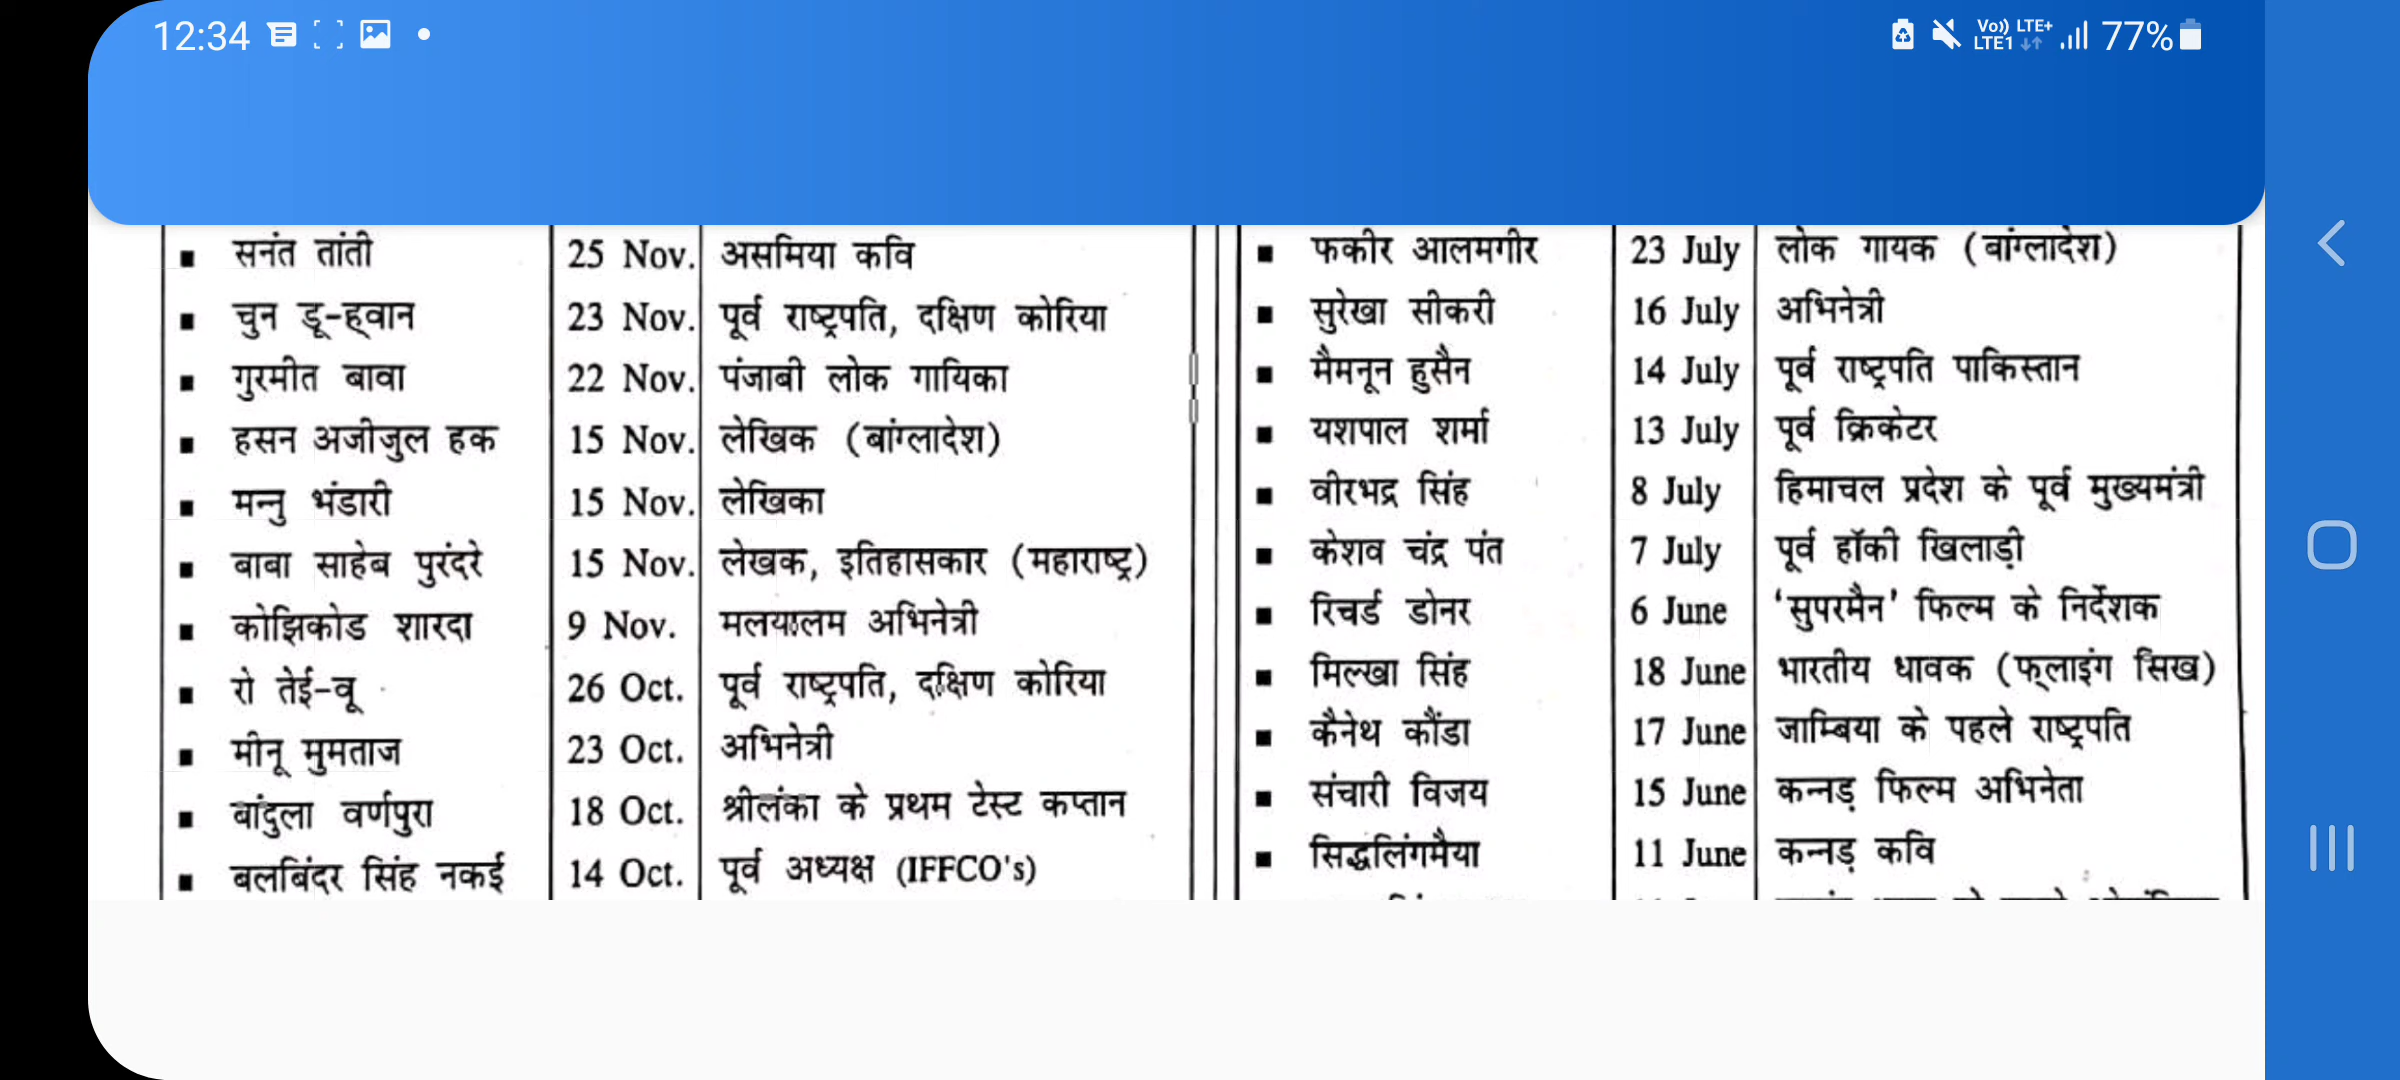 12:34
Vo)) LTE+
LTE1
77%
■ सनंत तांती 25 Nov. असमिया कवि
■ चुन डू-ह्वान 23 Nov. पूर्व राष्ट्रपति, दक्षिण कोरिया
■ गुरमीत बावा 22 Nov. पंजाबी लोक गायिका
■ हसन अजीजुल हक 15 Nov. लेखिक (बांग्लादेश)
■ मन्नु भंडारी 15 Nov. लेखिका
■ बाबा साहेब पुरंदरे 15 Nov. लेखक, इतिहासकार (महाराष्ट्र)
■ कोझिकोड शारदा 9 Nov. मलयालम अभिनेत्री
■ रो तेई-वू 26 Oct. पूर्व राष्ट्रपति, दक्षिण कोरिया
■ मीनू मुमताज 23 Oct. अभिनेत्री
■ बांदुला वर्णपुरा 18 Oct. श्रीलंका के प्रथम टेस्ट कप्तान
■ बलबिंदर सिंह नकई 14 Oct. पूर्व अध्यक्ष (IFFCO's)
■ फकीर आलमगीर 23 July लोक गायक (बांग्लादेश)
■ सुरेखा सीकरी 16 July अभिनेत्री
■ मैमनून हुसैन 14 July पूर्व राष्ट्रपति पाकिस्तान
■ यशपाल शर्मा 13 July पूर्व क्रिकेटर
■ वीरभद्र सिंह 8 July हिमाचल प्रदेश के पूर्व मुख्यमंत्री
■ केशव चंद्र पंत 7 July पूर्व हॉकी खिलाड़ी
■ रिचर्ड डोनर 6 June ‘सुपरमैन’ फिल्म के निर्देशक
■ मिल्खा सिंह 18 June भारतीय धावक (फ्लाइंग सिख)
■ कैनेथ कौंडा 17 June जाम्बिया के पहले राष्ट्रपति
■ संचारी विजय 15 June कन्नड़ फिल्म अभिनेता
■ सिद्धलिंगमैया 11 June कन्नड़ कवि